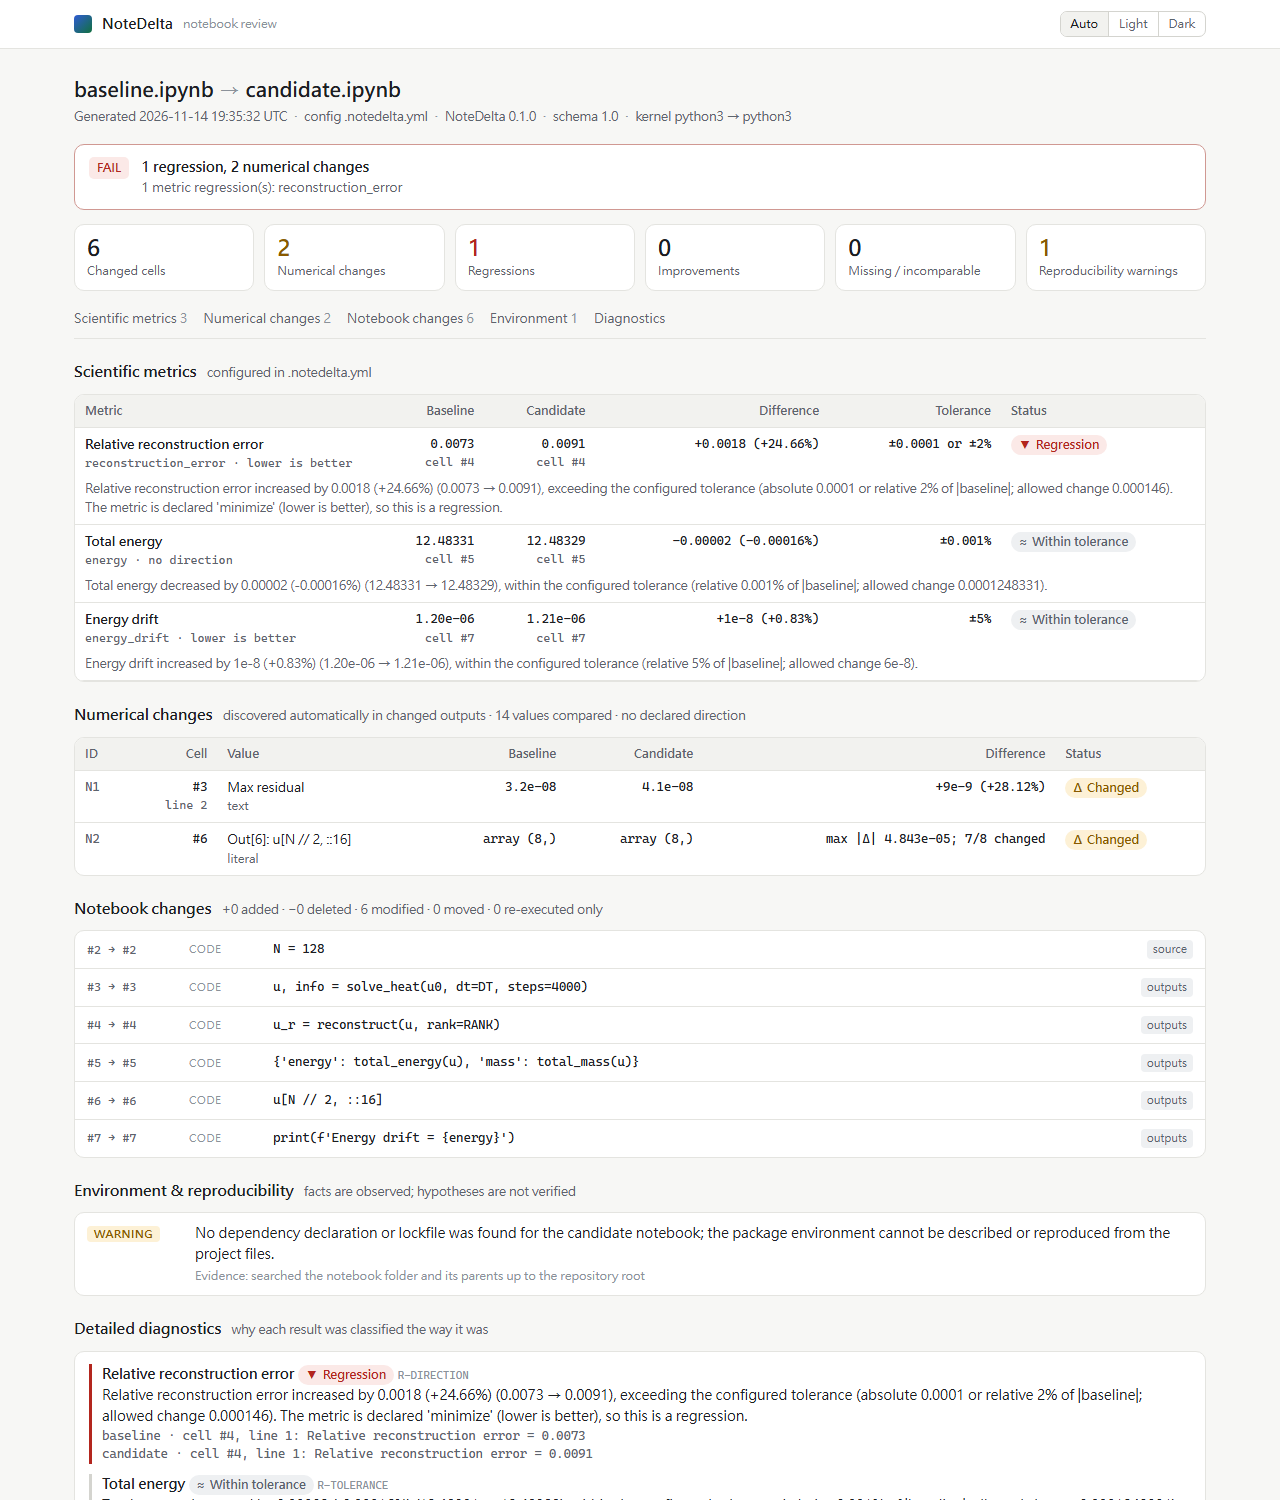 NoteDelta notebook review Auto Light Dark
baseline.ipynb → candidate.ipynb
Generated 2026-11-14 19:35:32 UTC · config .notedelta.yml · NoteDelta 0.1.0 · schema 1.0 · kernel python3 → python3
FAIL 1 regression, 2 numerical changes
1 metric regression(s): reconstruction_error
6 2 1 0 0 1
Changed cells Numerical changes Regressions Improvements Missing / incomparable Reproducibility warnings
Scientific metrics 3 Numerical changes 2 Notebook changes 6 Environment 1 Diagnostics
Scientific metrics configured in .notedelta.yml
Metric Baseline Candidate Difference Tolerance Status
Relative reconstruction error 0.0073 0.0091 +0.0018 (+24.66%) ±0.0001 or ±2% ▼ Regression
reconstruction_error · lower is better cell #4 cell #4
Relative reconstruction error increased by 0.0018 (+24.66%) (0.0073 → 0.0091), exceeding the configured tolerance (absolute 0.0001 or relative 2% of |baseline|; allowed change 0.000146).
The metric is declared 'minimize' (lower is better), so this is a regression.
Total energy 12.48331 12.48329 −0.00002 (−0.00016%) ±0.001% ≈ Within tolerance
energy · no direction cell #5 cell #5
Total energy decreased by 0.00002 (-0.00016%) (12.48331 → 12.48329), within the configured tolerance (relative 0.001% of |baseline|; allowed change 0.0001248331).
Energy drift 1.20e-06 1.21e-06 +1e-8 (+0.83%) ±5% ≈ Within tolerance
energy_drift · lower is better cell #7 cell #7
Energy drift increased by 1e-8 (+0.83%) (1.20e-06 → 1.21e-06), within the configured tolerance (relative 5% of |baseline|; allowed change 6e-8).
Numerical changes discovered automatically in changed outputs · 14 values compared · no declared direction
ID Cell Value Baseline Candidate Difference Status
N1 #3 Max residual 3.2e-08 4.1e-08 +9e-9 (+28.12%) Δ Changed
line 2 text
N2 #6 Out[6]: u[N // 2, ::16] array (8,) array (8,) max |Δ| 4.843e-05; 7/8 changed Δ Changed
literal
Notebook changes +0 added · −0 deleted · 6 modified · 0 moved · 0 re-executed only
#2 → #2 CODE N = 128 source
#3 → #3 CODE u, info = solve_heat(u0, dt=DT, steps=4000) outputs
#4 → #4 CODE u_r = reconstruct(u, rank=RANK) outputs
#5 → #5 CODE {'energy': total_energy(u), 'mass': total_mass(u)} outputs
#6 → #6 CODE u[N // 2, ::16] outputs
#7 → #7 CODE print(f'Energy drift = {energy}') outputs
Environment & reproducibility facts are observed; hypotheses are not verified
WARNING No dependency declaration or lockfile was found for the candidate notebook; the package environment cannot be described or reproduced from the
project files.
Evidence: searched the notebook folder and its parents up to the repository root
Detailed diagnostics why each result was classified the way it was
Relative reconstruction error ▼ Regression R-DIRECTION
Relative reconstruction error increased by 0.0018 (+24.66%) (0.0073 → 0.0091), exceeding the configured tolerance (absolute 0.0001 or relative 2% of |baseline|;
allowed change 0.000146). The metric is declared 'minimize' (lower is better), so this is a regression.
baseline · cell #4, line 1: Relative reconstruction error = 0.0073
candidate · cell #4, line 1: Relative reconstruction error = 0.0091
Total energy ≈ Within tolerance R-TOLERANCE